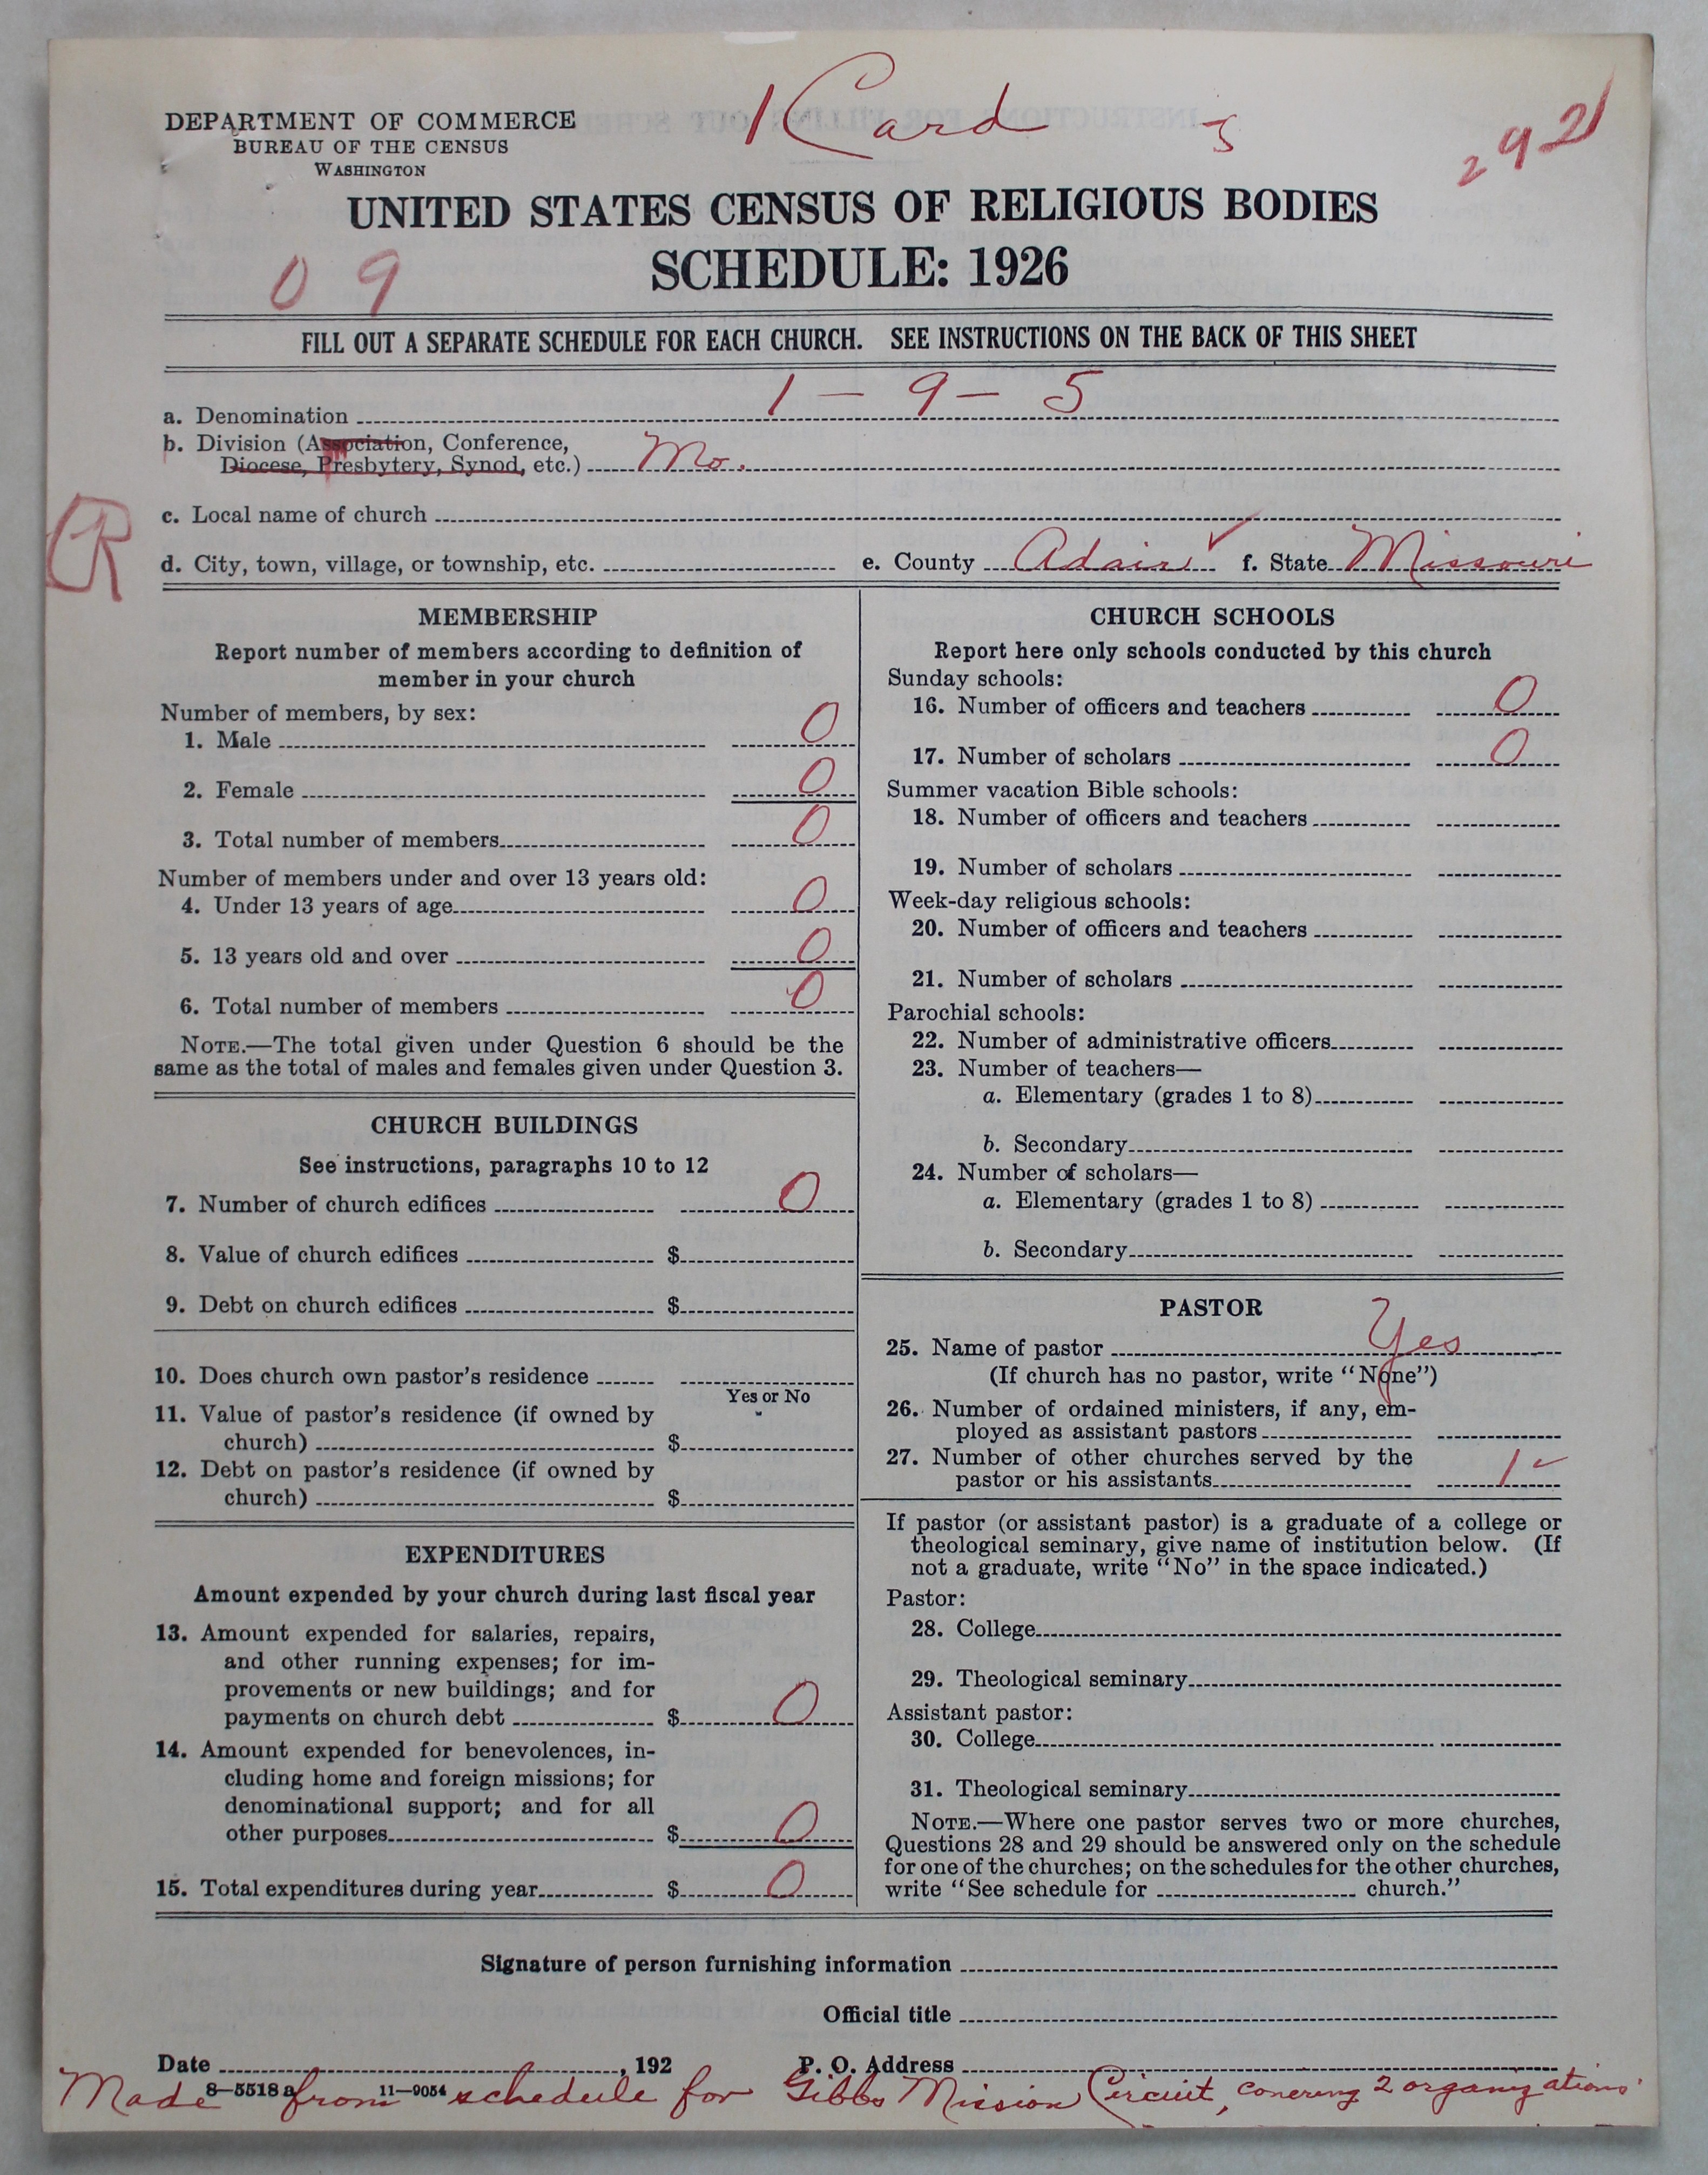 1 Card 3
2921
DEPARTMENT OF COMMERCE
BUREAU OF THE CENSUS
WASHINGTON
UNITED STATES CENSUS OF RELIGIOUS BODIES
SCHEDULE: 1926
09
FILL OUT A SEPARATE SCHEDULE FOR EACH CHURCH. SEE INSTRUCTIONS ON THE BACK OF THIS SHEET
a. Denomination 1 – 9 – 5
b. Division (Association, Conference,
Diocese, Presbytery, Synod, etc.) Mo.
c. Local name of church
d. City, town, village, or township, etc. e. County Adair ✓ f. State Missouri
MEMBERSHIP
Report number of members according to definition of
member in your church
Number of members, by sex:
1. Male 0
2. Female 0
3. Total number of members 0
Number of members under and over 13 years old:
4. Under 13 years of age 0
5. 13 years old and over 0
6. Total number of members 0
NOTE.—The total given under Question 6 should be the
same as the total of males and females given under Question 3.
CHURCH BUILDINGS
See instructions, paragraphs 10 to 12
7. Number of church edifices 0
8. Value of church edifices $
9. Debt on church edifices $
10. Does church own pastor's residence
Yes or No
11. Value of pastor's residence (if owned by
church) $
12. Debt on pastor's residence (if owned by
church) $
EXPENDITURES
Amount expended by your church during last fiscal year
13. Amount expended for salaries, repairs,
and other running expenses; for im-
provements or new buildings; and for
payments on church debt $ 0
14. Amount expended for benevolences, in-
cluding home and foreign missions; for
denominational support; and for all
other purposes $ 0
15. Total expenditures during year $ 0
CHURCH SCHOOLS
Report here only schools conducted by this church
Sunday schools:
16. Number of officers and teachers 0
17. Number of scholars 0
Summer vacation Bible schools:
18. Number of officers and teachers
19. Number of scholars
Week-day religious schools:
20. Number of officers and teachers
21. Number of scholars
Parochial schools:
22. Number of administrative officers
23. Number of teachers—
a. Elementary (grades 1 to 8)
b. Secondary
24. Number of scholars—
a. Elementary (grades 1 to 8)
b. Secondary
PASTOR
25. Name of pastor Yes
(If church has no pastor, write "None")
26. Number of ordained ministers, if any, em-
ployed as assistant pastors
27. Number of other churches served by the
pastor or his assistants 1 ✓
If pastor (or assistant pastor) is a graduate of a college or
theological seminary, give name of institution below. (If
not a graduate, write "No" in the space indicated.)
Pastor:
28. College
29. Theological seminary
Assistant pastor:
30. College
31. Theological seminary
NOTE.—Where one pastor serves two or more churches,
Questions 28 and 29 should be answered only on the schedule
for one of the churches; on the schedules for the other churches,
write "See schedule for church."
Signature of person furnishing information
Official title
Date , 192 P. O. Address
8—5518a 11—9054
Made from schedule for Gibbs Mission Circuit, covering 2 organizations